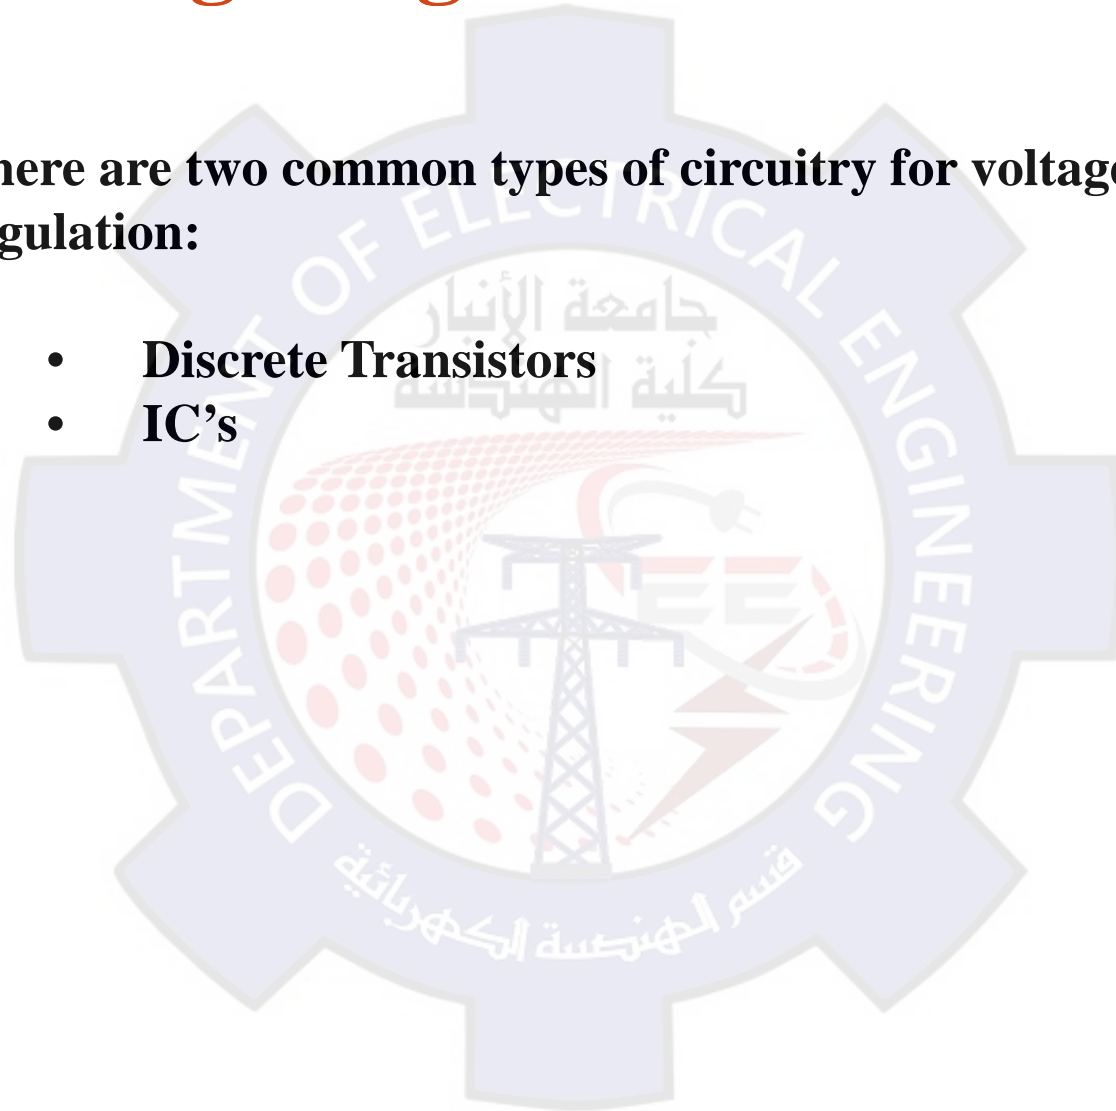 here are two common types of circuitry for voltage
gulation:
• Discrete Transistors
• IC’s
DEPARTMENT OF ELECTRICAL ENGINEERING
جامعة الأنبار
كلية الهندسة
EE
قسم الهندسة الكهربائية